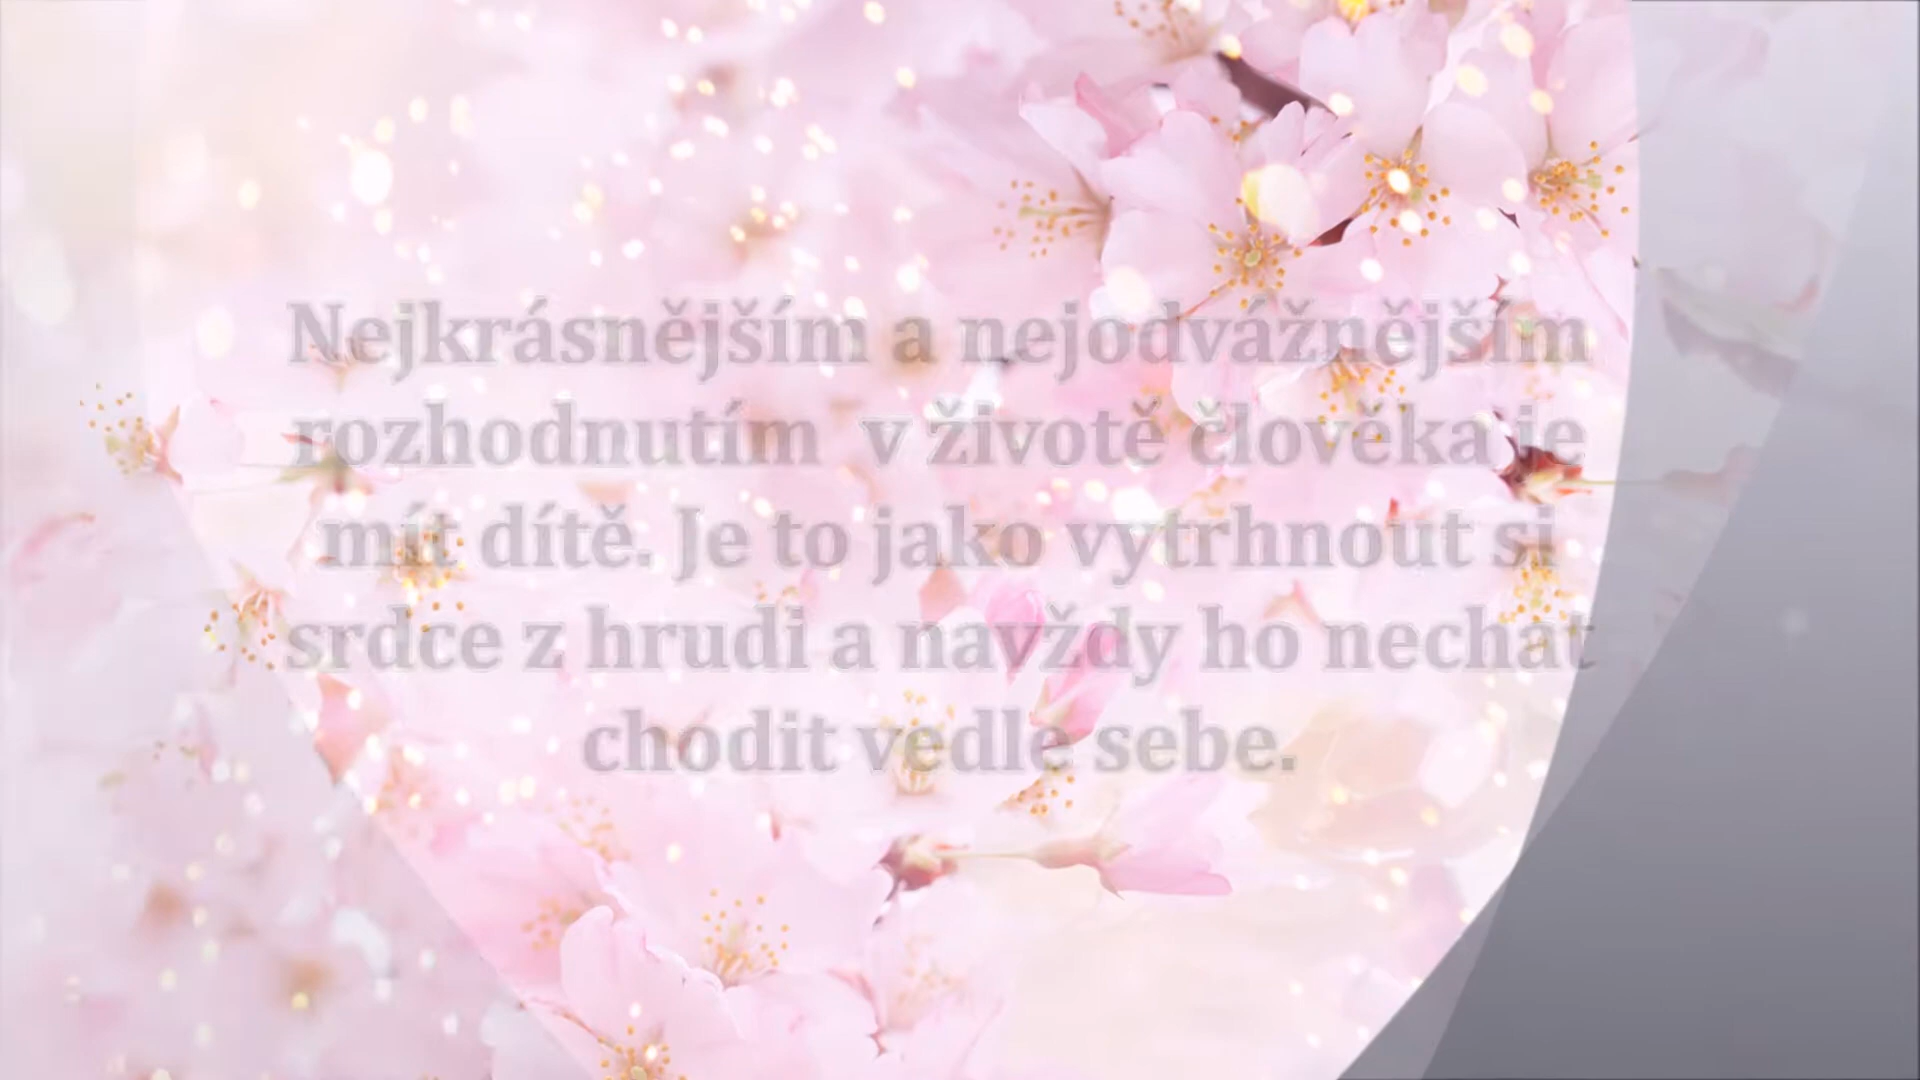 Nejkrásnějším a nejodvážnějším
rozhodnutím  v životě člověka je
mít dítě. Je to jako vytrhnout si
srdce z hrudi a navždy ho nechat
chodit vedle sebe.